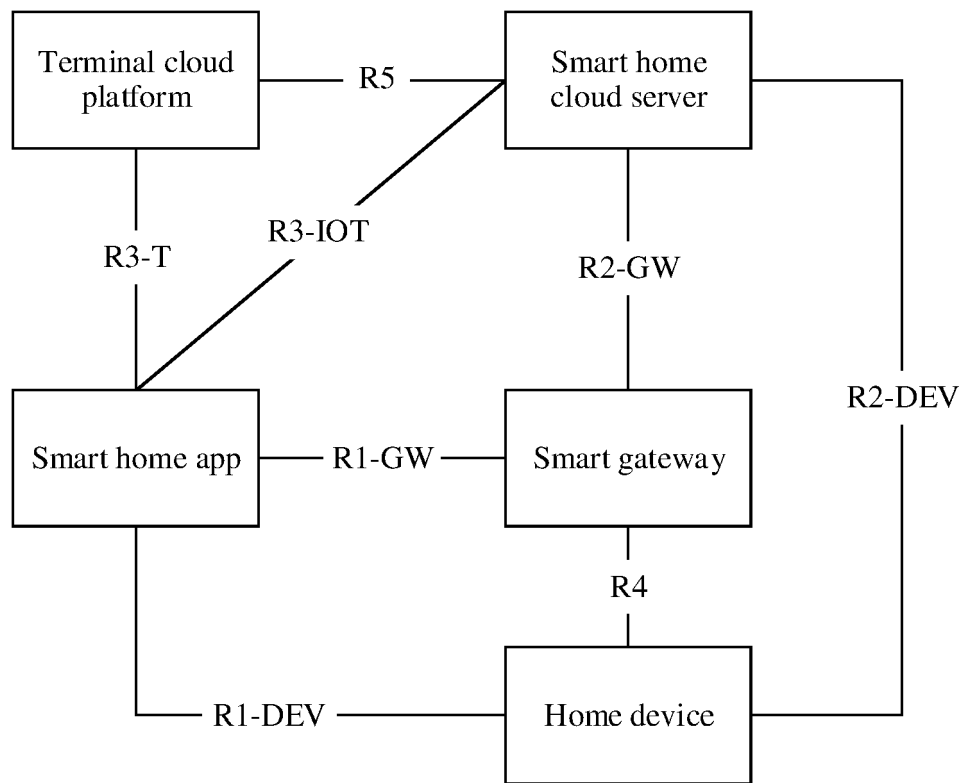 Terminal cloud
platform
R5
Smart home
cloud server
R3-IOT
R3-T
R2-GW
R2-DEV
Smart home app
R1-GW
Smart gateway
R4
R1-DEV
Home device